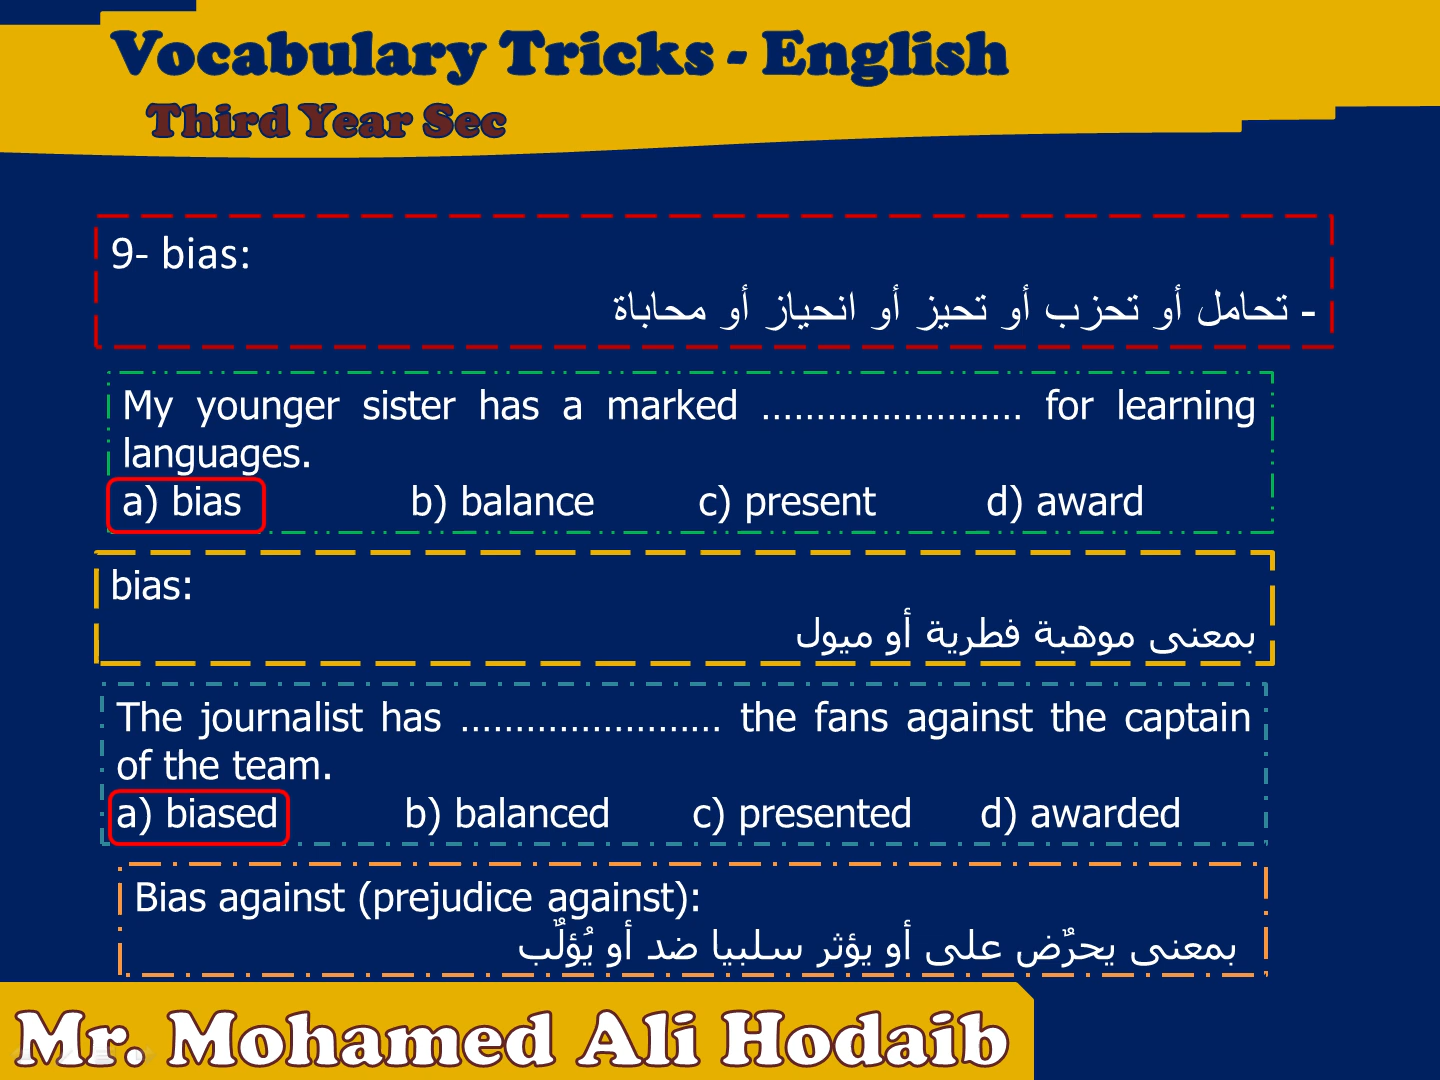 Vocabulary Tricks - English
Third Year Sec
9- bias:
- تحامل أو تحزب أو تحيز أو انحياز أو محاباة
My younger sister has a marked ........................ for learning
languages.
a) bias b) balance c) present d) award
bias:
بمعنى موهبة فطرية أو ميول
The journalist has ........................ the fans against the captain
of the team.
a) biased b) balanced c) presented d) awarded
Bias against (prejudice against):
بمعنى يحرٌض على أو يؤثر سلبيا ضد أو يُؤلٌب
Mr. Mohamed Ali Hodaib